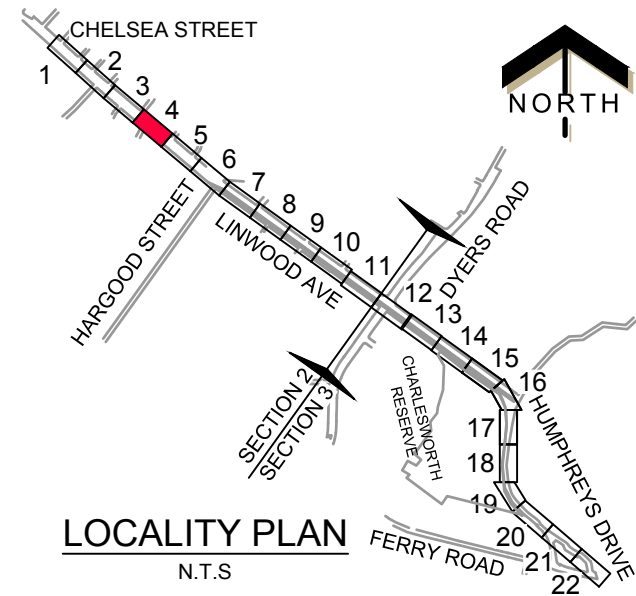 CHELSEA STREET
NORTH
1
2
3
4
5
6
7
8
9
10
11
12
13
14
15
16
17
18
19
20
21
22
HARGOOD STREET
LINWOOD AVE
DYERS ROAD
SECTION 2
SECTION 3
CHARLESWORTH
RESERVE
HUMPHREYS DRIVE
FERRY ROAD
LOCALITY PLAN
N.T.S